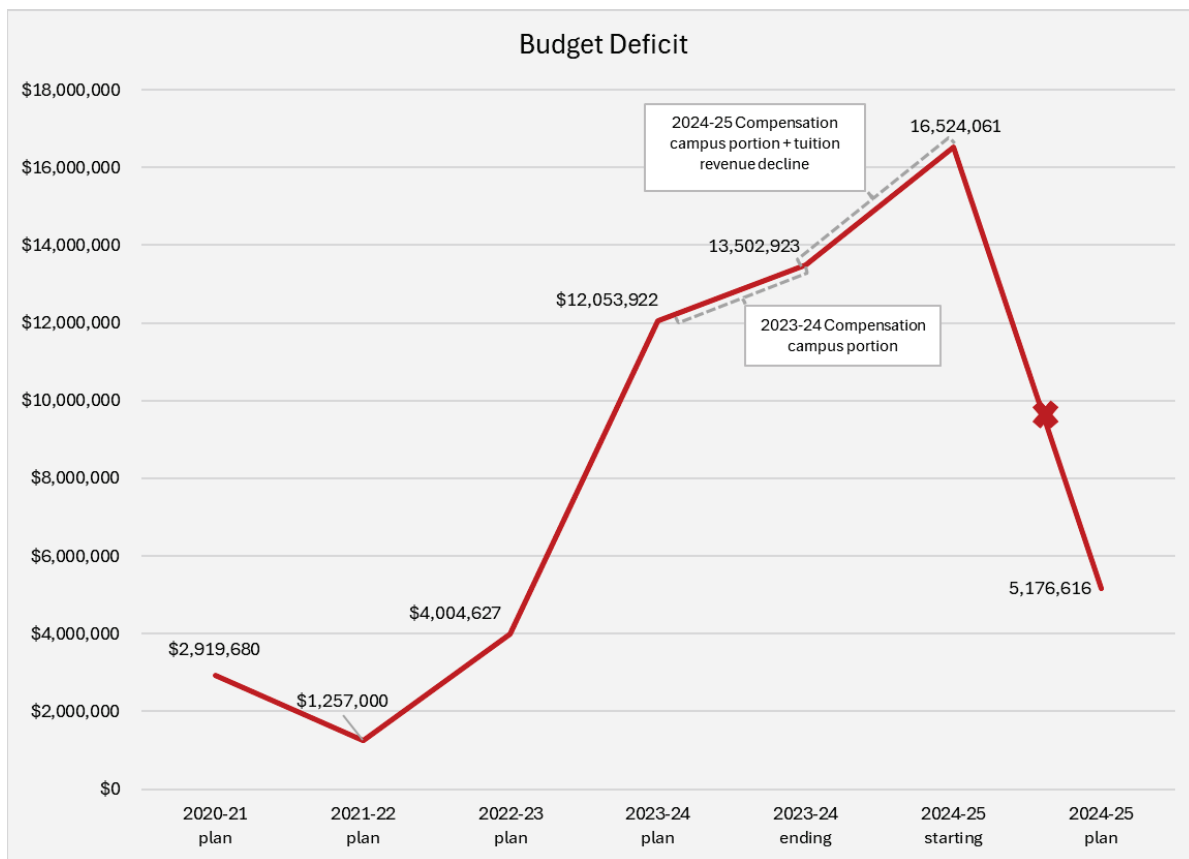 Budget Deficit
$18,000,000
$16,000,000
$14,000,000
$12,000,000
$10,000,000
$8,000,000
$6,000,000
$4,000,000
$2,000,000
$0
$2,919,680
$1,257,000
$4,004,627
$12,053,922
13,502,923
16,524,061
5,176,616
2024-25 Compensation
campus portion + tuition
revenue decline
2023-24 Compensation
campus portion
2020-21
plan
2021-22
plan
2022-23
plan
2023-24
plan
2023-24
ending
2024-25
starting
2024-25
plan